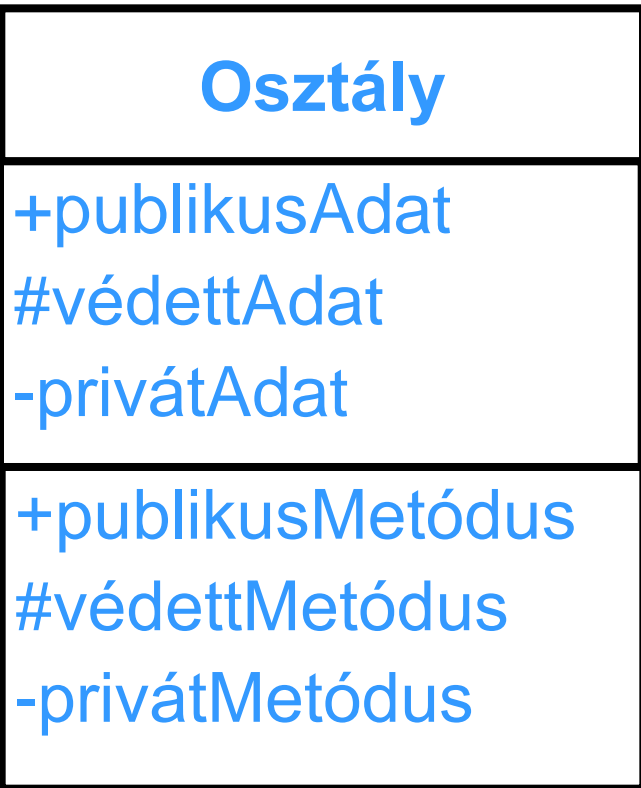 Osztály
+publikusAdat
#védettAdat
-privátAdat
+publikusMetódus
#védettMetódus
-privátMetódus